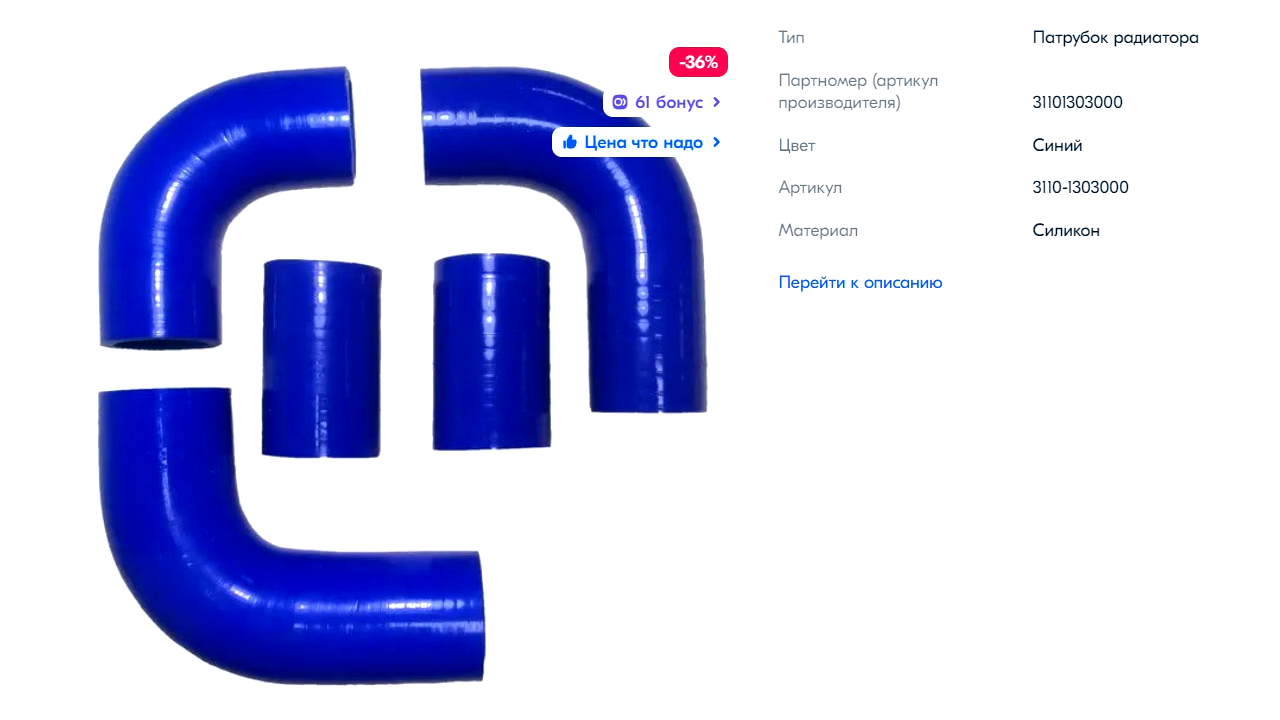 -36%
61 бонус
Цена что надо
Тип
Патрубок радиатора
Партномер (артикул
производителя)
31101303000
Цвет
Синий
Артикул
3110-1303000
Материал
Силикон
Перейти к описанию